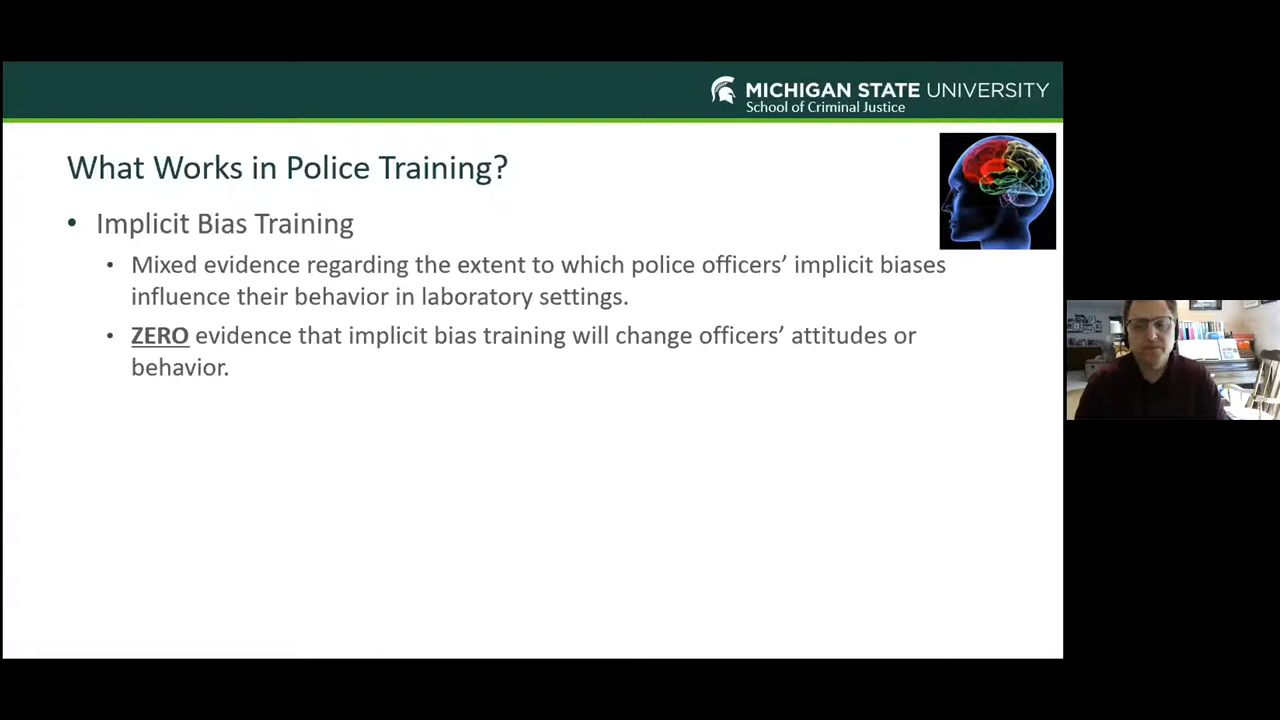 MICHIGAN STATE UNIVERSITY
School of Criminal Justice
What Works in Police Training?
• Implicit Bias Training
• Mixed evidence regarding the extent to which police officers’ implicit biases
influence their behavior in laboratory settings.
• ZERO evidence that implicit bias training will change officers’ attitudes or
behavior.